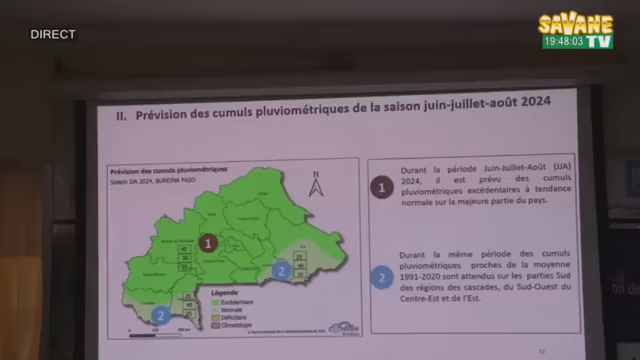 DIRECT
SAVANE
19:48:03 TV
II. Prévision des cumuls pluviométriques de la saison juin-juillet-août 2024
Prévision des cumuls pluviométriques
Saison JJA 2024, BURKINA FASO
N
1
2
2
Légende
Excédentaire
Normale
Déficitaire
Climatologie
1
Durant la période Juin-Juillet-Août (JJA)
2024, il est prévu des cumuls
pluviométriques excédentaires à tendance
normale sur la majeure partie du pays.
2
Durant la même période des cumuls
pluviométriques proches de la moyenne
1991-2020 sont attendus sur les parties Sud
des régions des cascades, du Sud-Ouest du
Centre-Est et de l'Est.